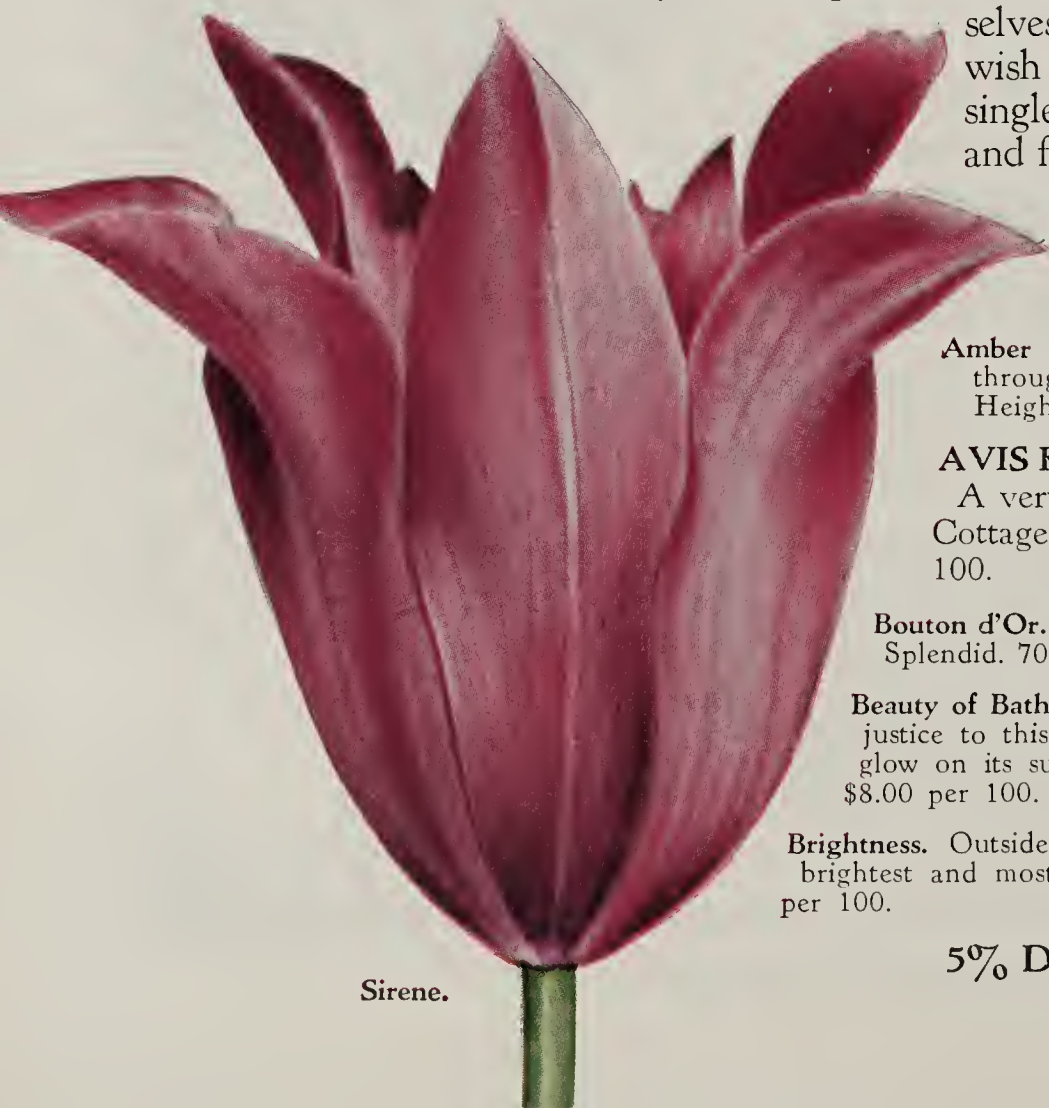 selves
wish
single
and f
Amber
throug
Heigh
AVIS
A very
Cottage
100.
Bouton d'Or.
Splendid. 70
Beauty of Bath
justice to this
glow on its su
$8.00 per 100.
Brightness. Outside
brightest and most
per 100.
5% D
Sirene.